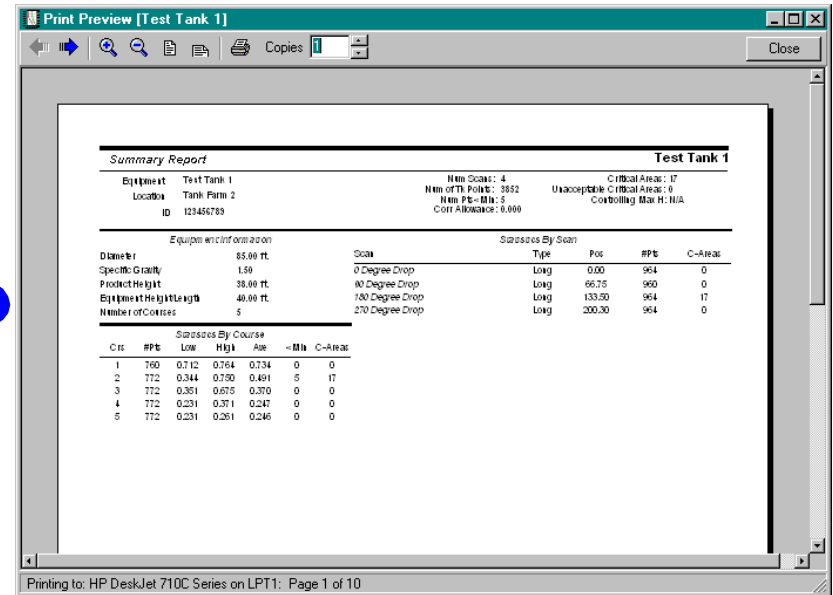 Print Preview [Test Tank 1]
Copies 1 Close
Summary Report Test Tank 1
Equipment Test Tank 1 Num Scans: 4 Critical Areas: 17
Location Tank Farm 2 Num of Tk Points: 3852 Unacceptable Critical Areas: 0
ID 123456789 Num Pts < Min: 5 Controlling Max H: N/A
Corr Allowance: 0.000
Equipment Information Statistics By Scan
Diameter 85.00 ft. Scan Type Pos #Pts C-Areas
Specific Gravity 1.50 0 Degree Drop Long 0.00 964 0
Product Height 38.00 ft. 90 Degree Drop Long 66.75 960 0
Equipment Height/Length 40.00 ft. 180 Degree Drop Long 133.50 964 17
Number of Courses 5 270 Degree Drop Long 200.30 964 0
Statistics By Course
Crs #Pts Low High Ave < Min C-Areas
1 760 0.712 0.764 0.734 0 0
2 772 0.344 0.750 0.491 5 17
3 772 0.351 0.675 0.370 0 0
4 772 0.231 0.371 0.247 0 0
5 772 0.231 0.261 0.246 0 0
Printing to: HP DeskJet 710C Series on LPT1: Page 1 of 10